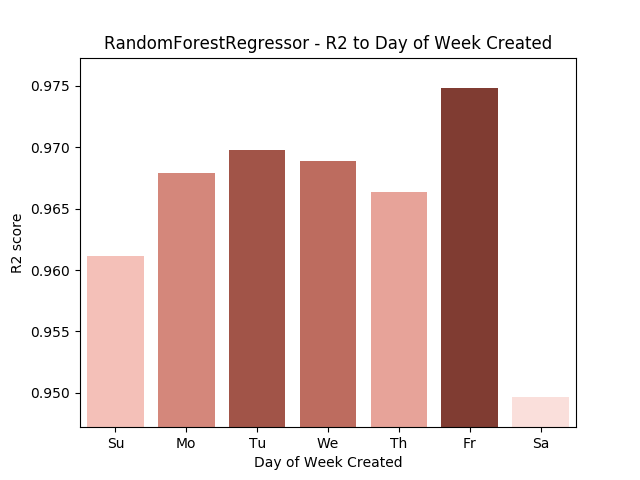 RandomForestRegressor - R2 to Day of Week Created
0.975
0.970
0.965
0.960
0.955
0.950
R2 score
Su Mo Tu We Th Fr Sa
Day of Week Created